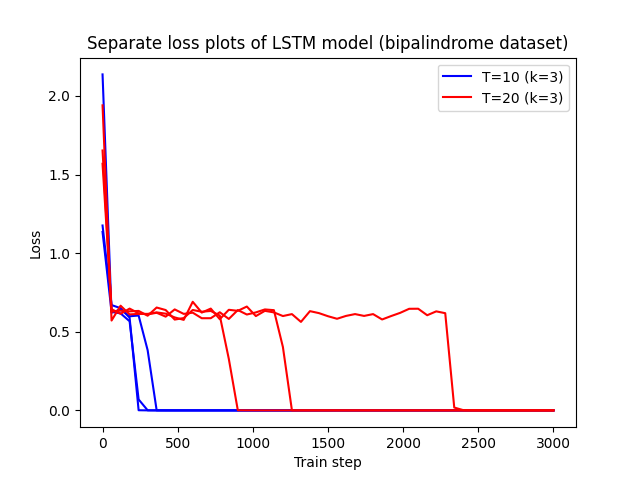 Separate loss plots of LSTM model (bipalindrome dataset)
T=10 (k=3)
T=20 (k=3)
2.0
1.5
1.0
0.5
0.0
Loss
0 500 1000 1500 2000 2500 3000
Train step